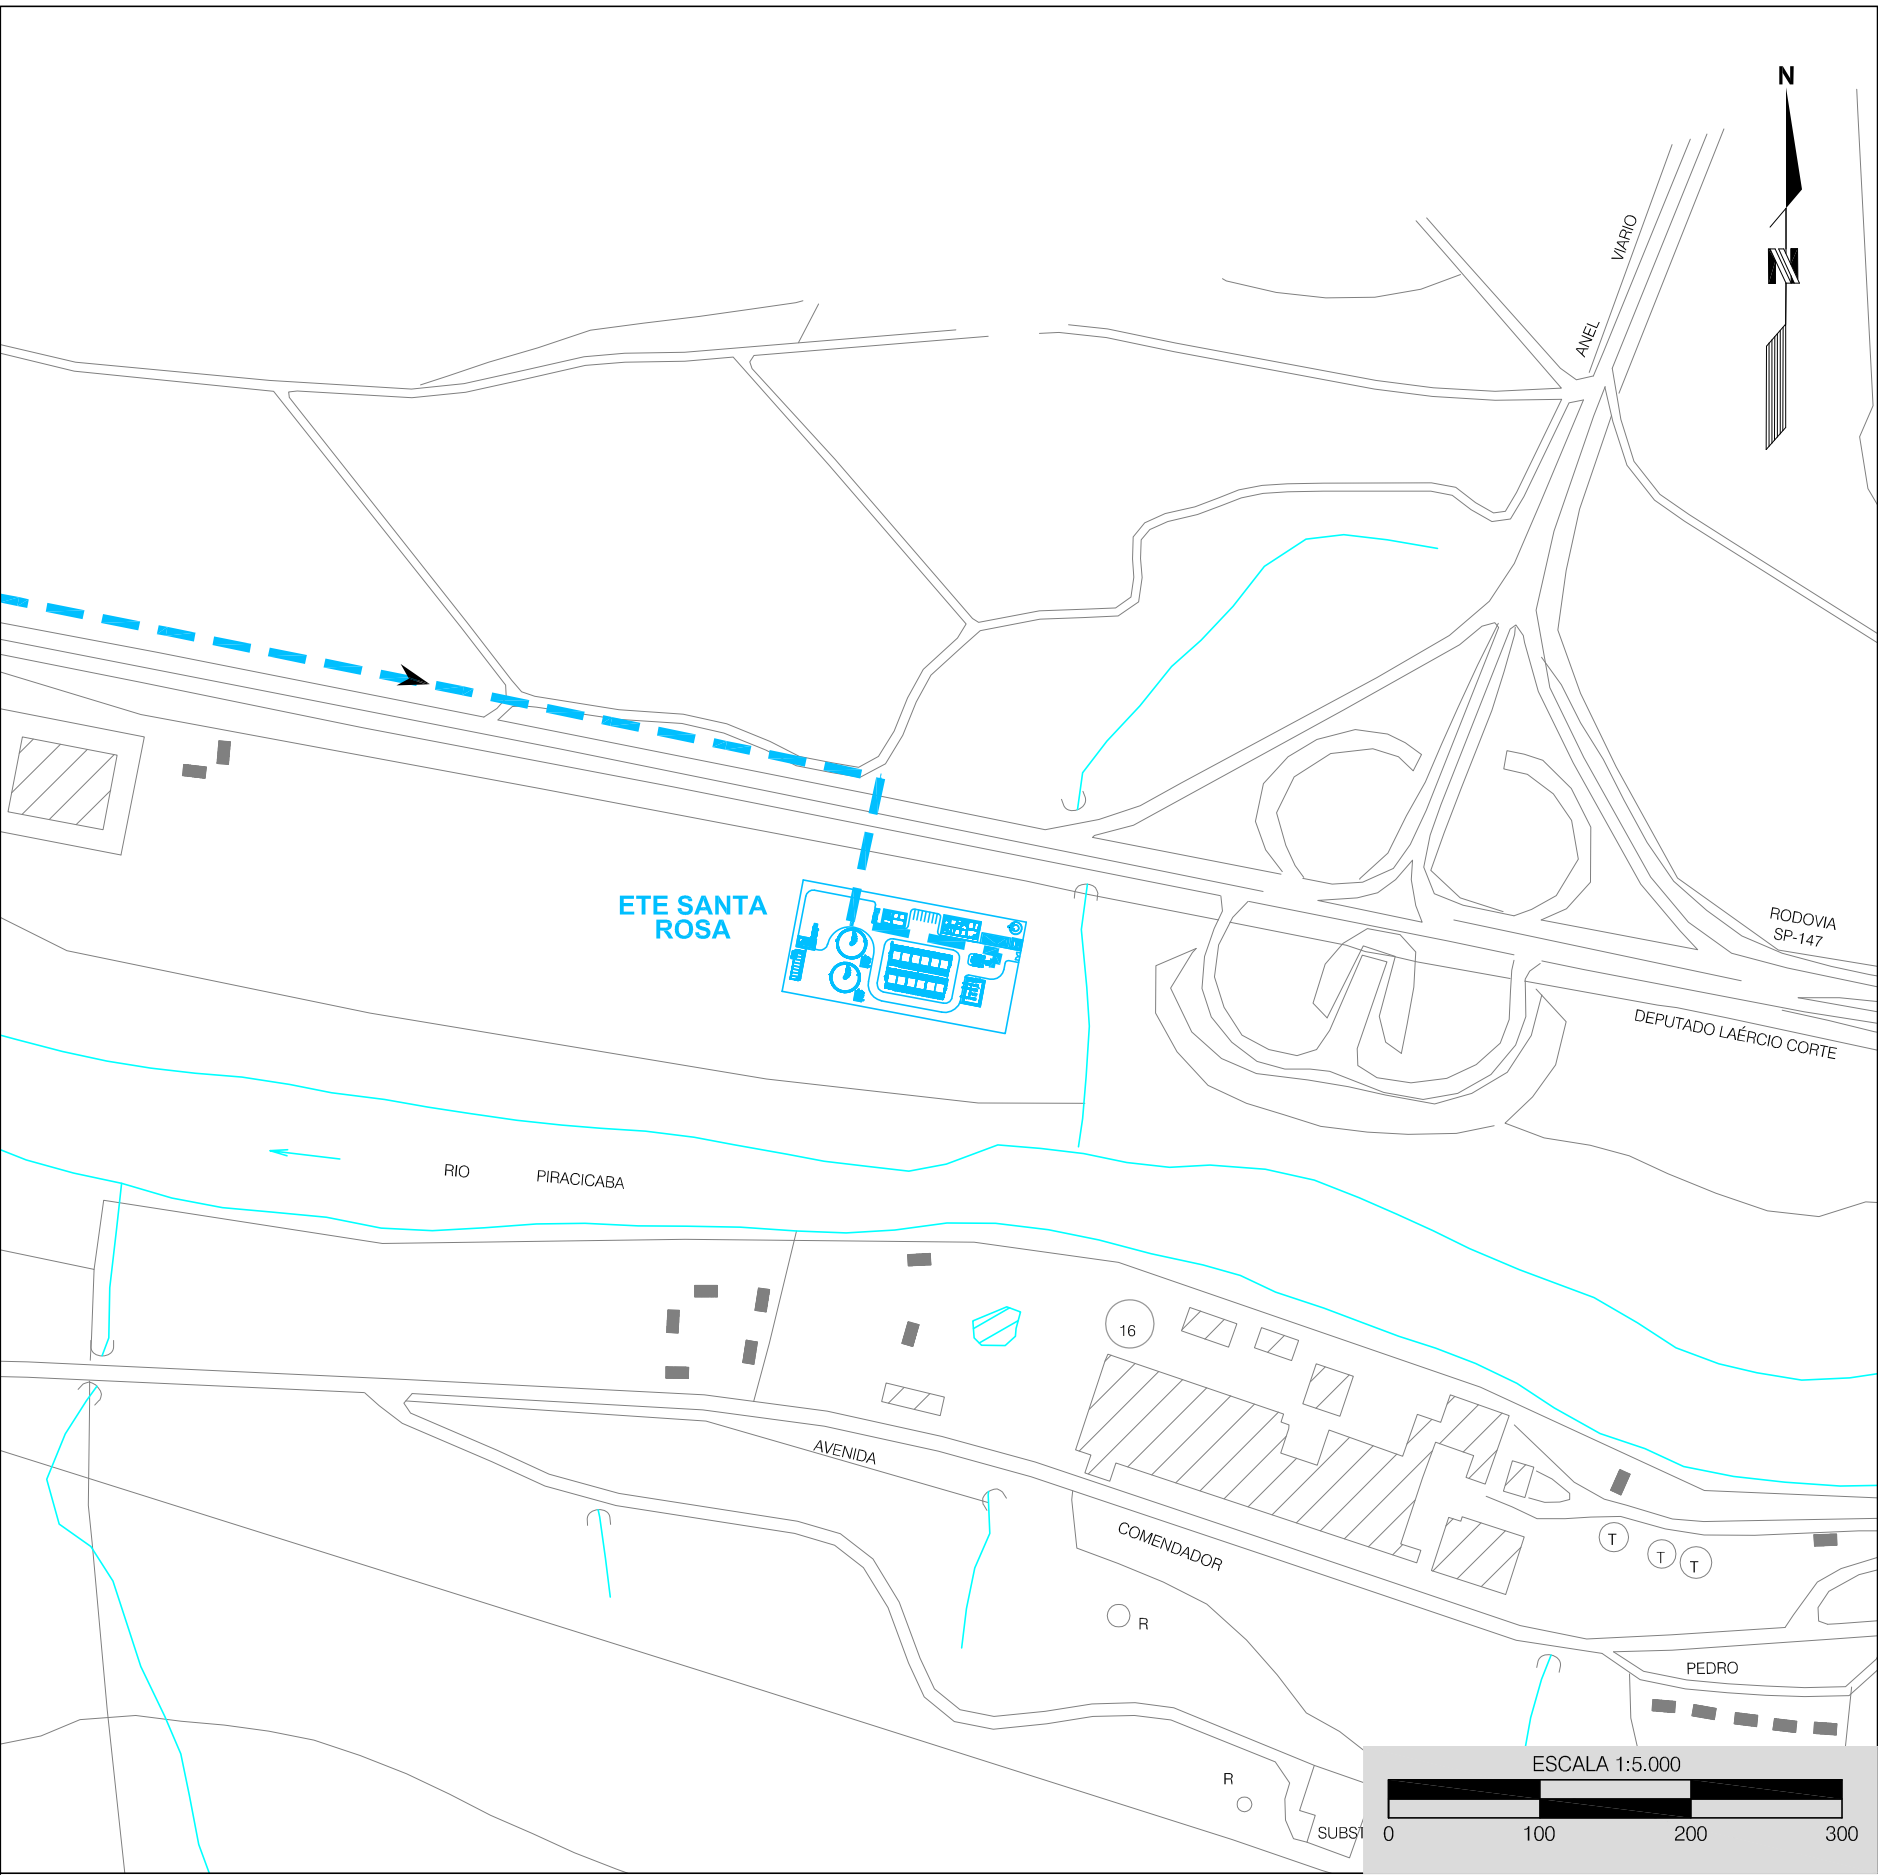 N
VIARIO
N
ANEL
ETE SANTA
ROSA
RODOVIA
SP-147
DEPUTADO LAÉRCIO CORTE
RIO PIRACICABA
16
AVENIDA
COMENDADOR
T
T
T
R
PEDRO
R
SUBST
ESCALA 1:5.000
0 100 200 300